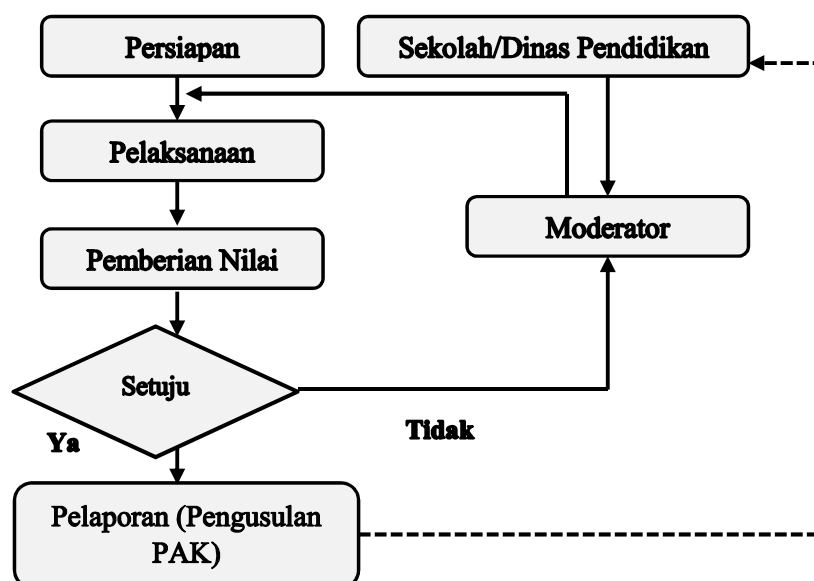 Persiapan
Sekolah/Dinas Pendidikan
Pelaksanaan
Moderator
Pemberian Nilai
Setuju
Ya
Tidak
Pelaporan (Pengusulan
PAK)